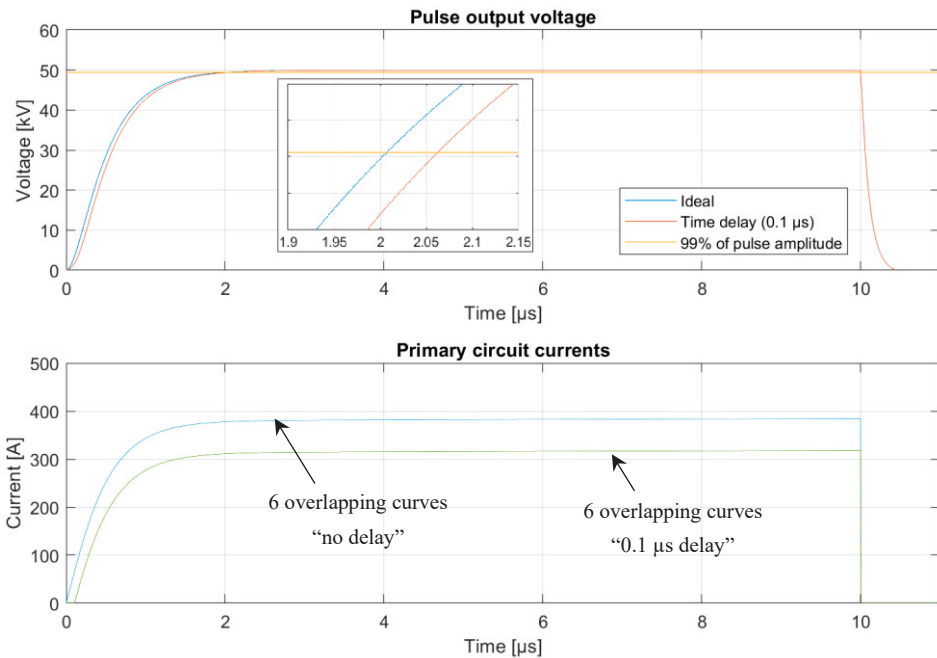 Pulse output voltage
Voltage [kV]
60
50
40
30
20
10
0
1.9 1.95 2 2.05 2.1 2.15
Ideal
Time delay (0.1 µs)
99% of pulse amplitude
0 2 4 6 8 10
Time [µs]
Primary circuit currents
Current [A]
500
400
300
200
100
0
6 overlapping curves
“no delay”
6 overlapping curves
“0.1 µs delay”
0 2 4 6 8 10
Time [µs]